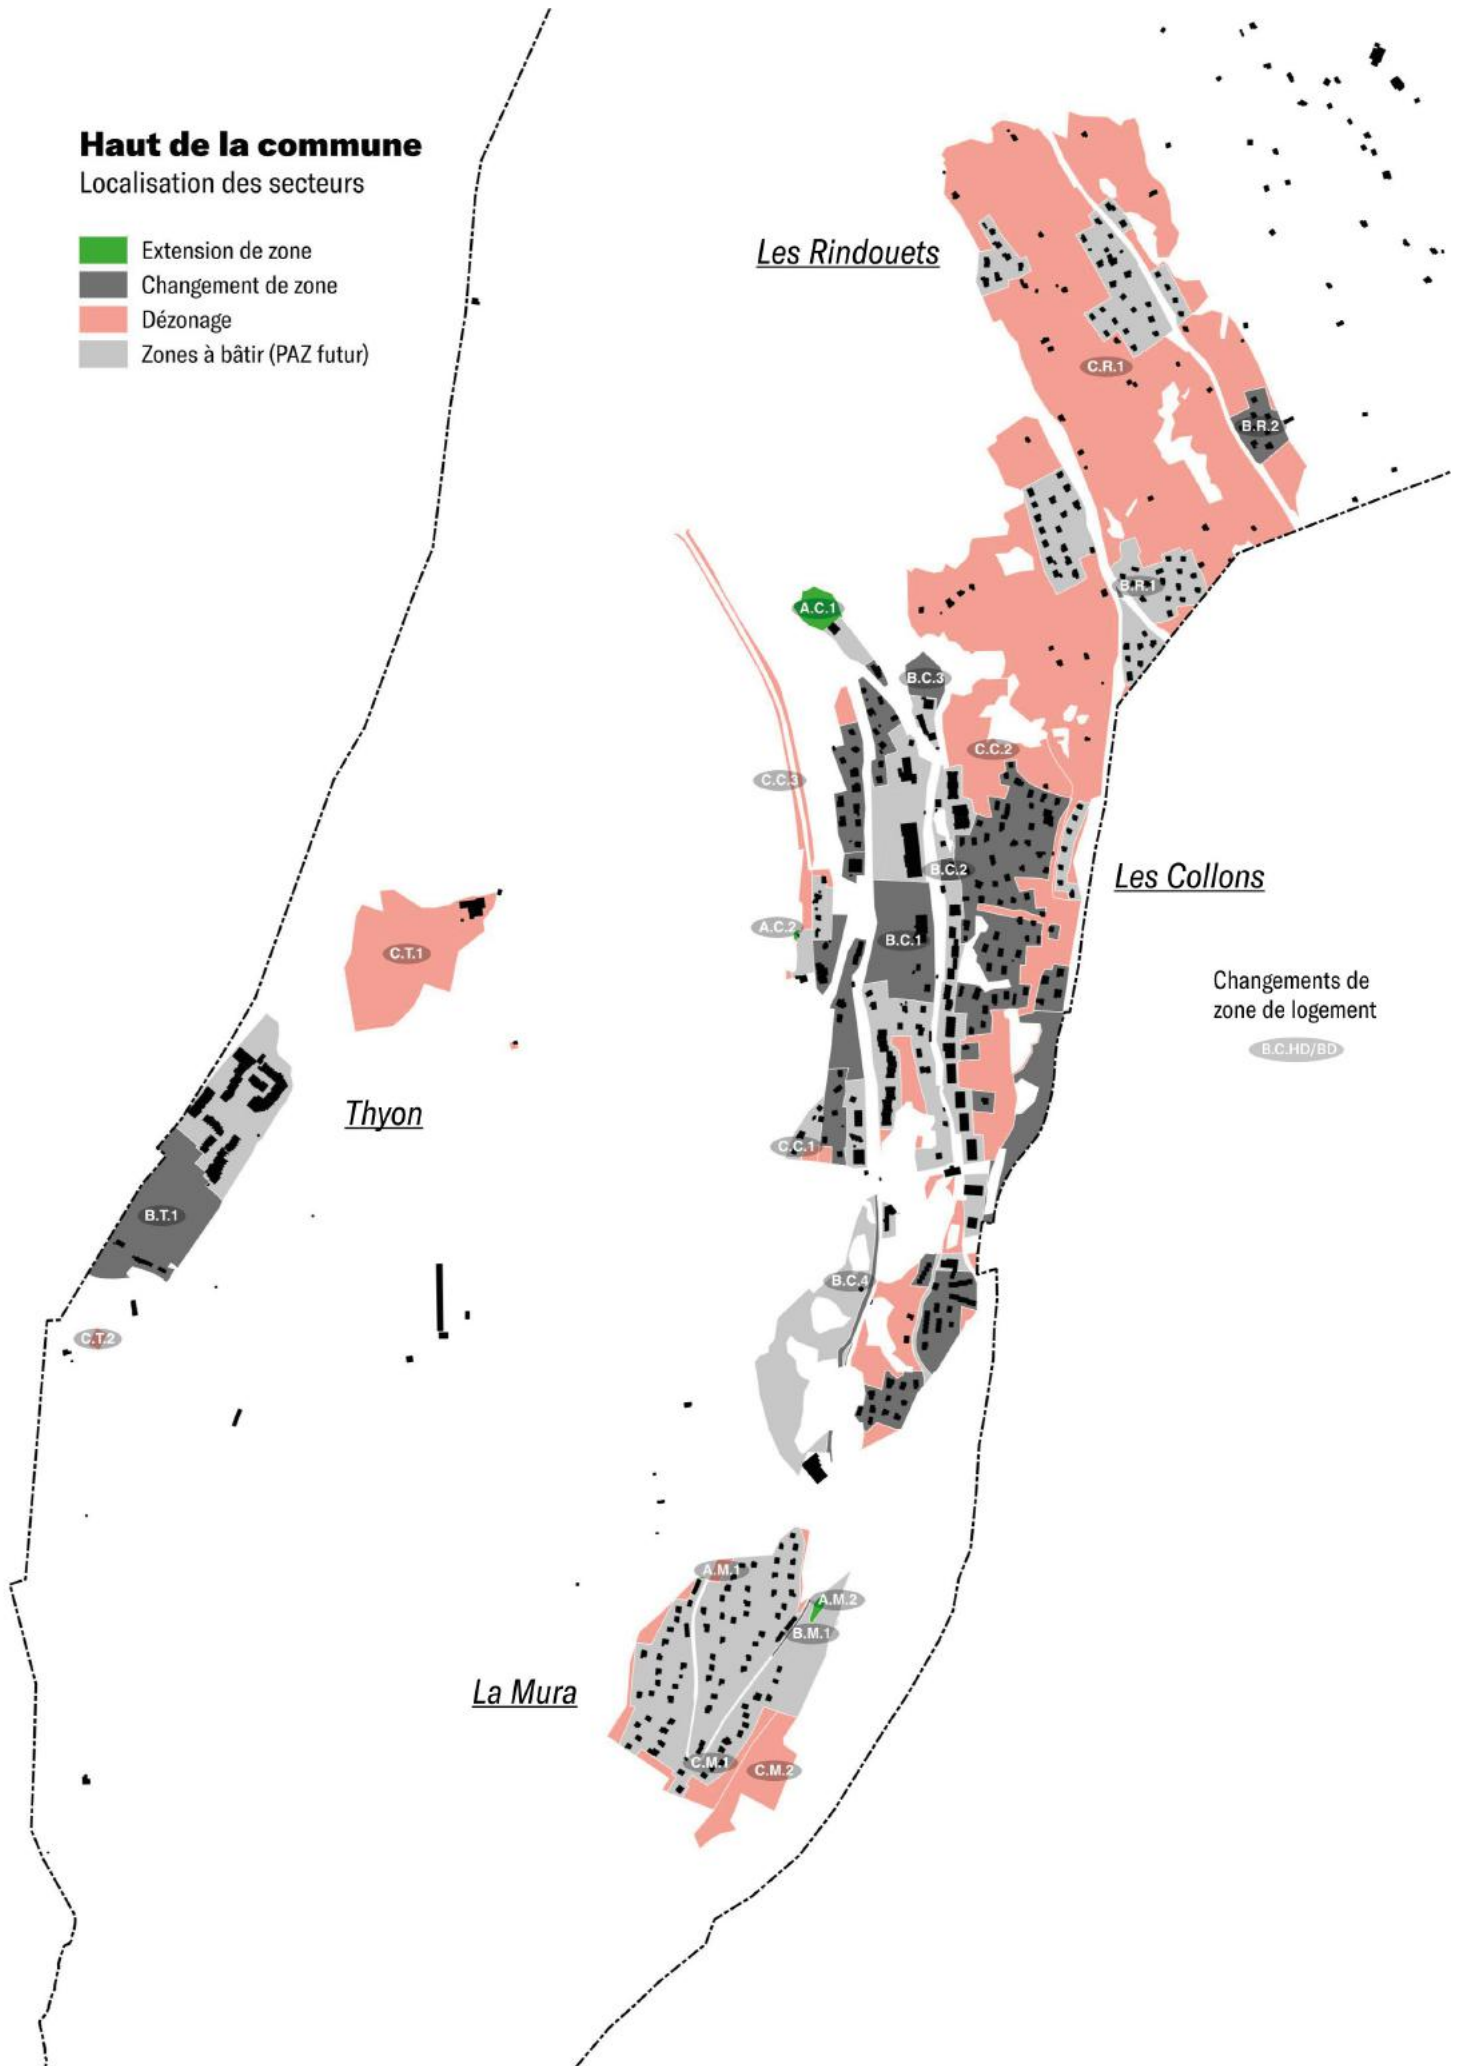 Haut de la commune
Localisation des secteurs
Extension de zone
Changement de zone
Dézonage
Zones à bâtir (PAZ futur)
Les Rindouets
C.R.1
B.R.2
B.R.1
A.C.1
B.C.3
C.C.2
C.C.3
B.C.2
Les Collons
A.C.2
B.C.1
C.T.1
Changements de
zone de logement
B.C.HD/BD
Thyon
C.C.1
B.T.1
B.C.4
C.T.2
A.M.1
A.M.2
B.M.1
La Mura
C.M.1
C.M.2